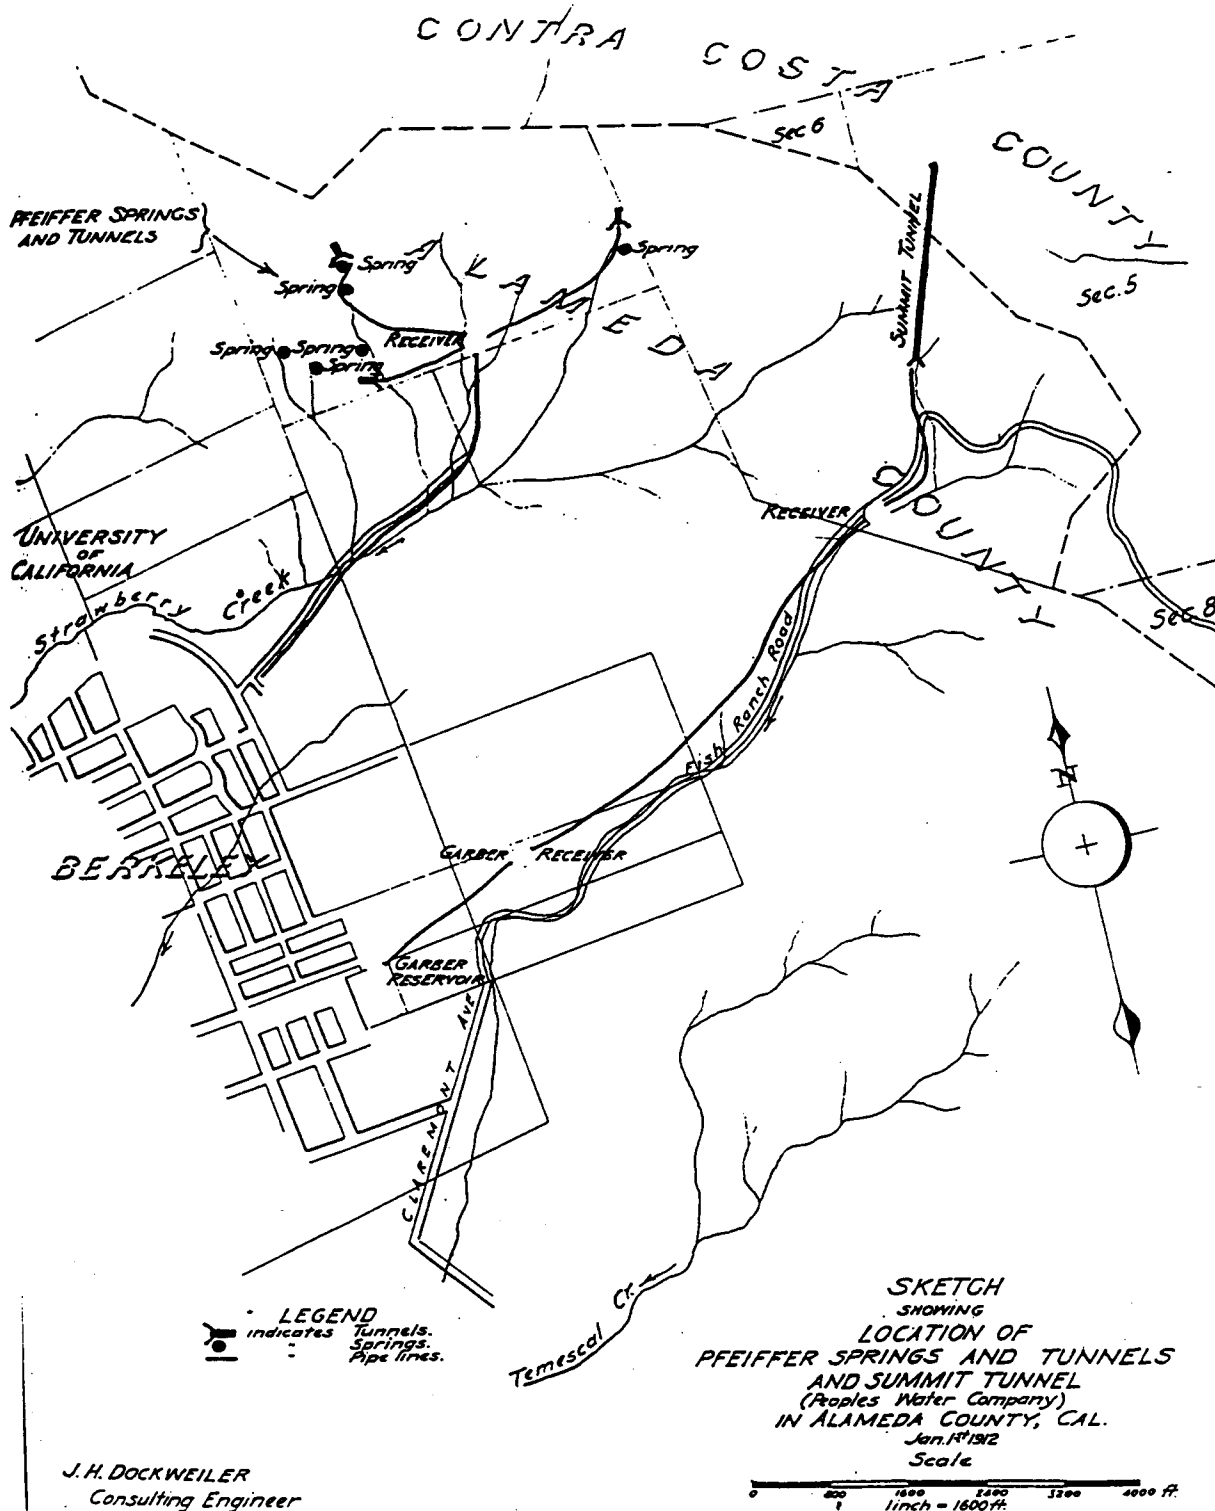 CONTRA COSTA COUNTY
Sec 6
PFEIFFER SPRINGS
AND TUNNELS
ALAMEDA COUNTY
Spring
Spring
Spring
SUMMIT TUNNEL
Sec. 5
RECEIVER
Spring
Spring
Spring
RECEIVER
UNIVERSITY
OF
CALIFORNIA
Strawberry Creek
Sec. 8
Fish Ranch Road
N
BERKELEY
GARBER RECEIVER
GARBER
RESERVOIR
CLAREMONT AVE
Temescal Cr.
LEGEND
indicates Tunnels.
" Springs.
" Pipe lines.
SKETCH
SHOWING
LOCATION OF
PFEIFFER SPRINGS AND TUNNELS
AND SUMMIT TUNNEL
(Peoples Water Company)
IN ALAMEDA COUNTY, CAL.
Jan. 1st 1912
Scale
0 800 1600 2400 3200 4000 ft.
1 inch = 1600 ft.
J. H. DOCKWEILER
Consulting Engineer